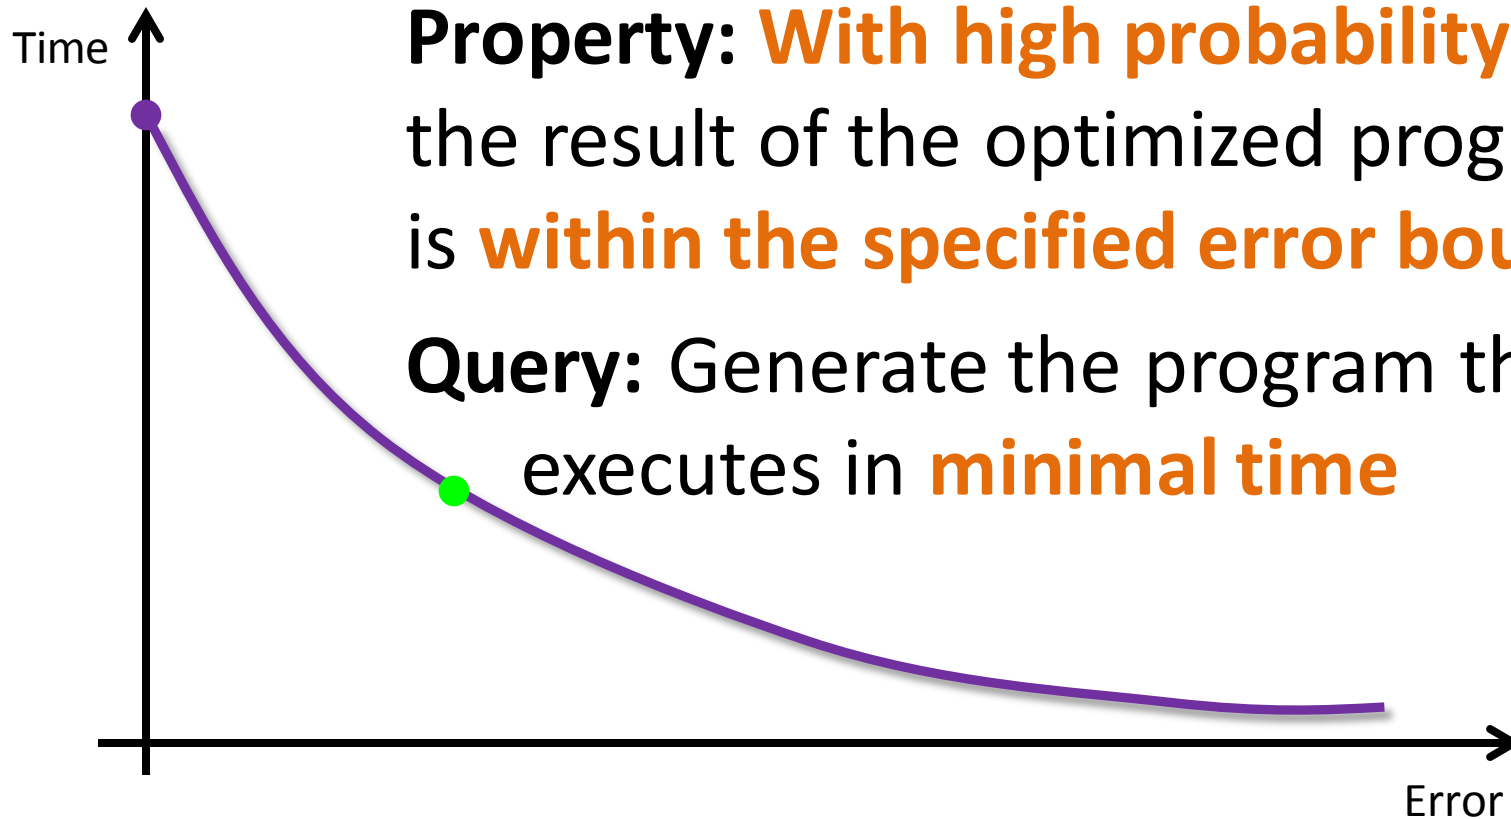 Time
Property: With high probability
the result of the optimized prog
is within the specified error bou
Query: Generate the program th
executes in minimal time
Error